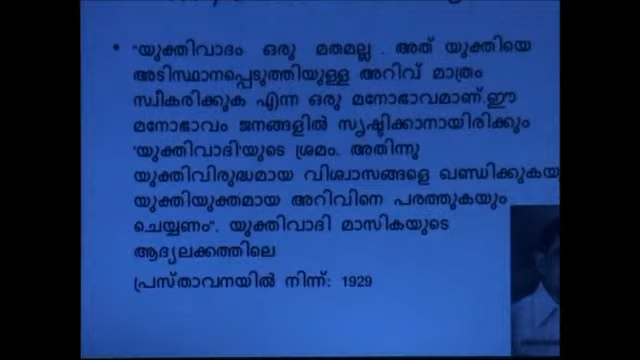 • "യുക്തിവാദം ഒരു മതമല്ല . അത് യുക്തിയെ
അടിസ്ഥാനപ്പെടുത്തിയുള്ള അറിവ് മാത്രം
സ്വീകരിക്കുക എന്ന ഒരു മനോഭാവമാണ്.ഈ
മനോഭാവം ജനങ്ങളിൽ സൃഷ്ടിക്കാനായിരിക്കും
'യുക്തിവാദി'യുടെ ശ്രമം. അതിന്നു
യുക്തിവിരുദ്ധമായ വിശ്വാസങ്ങളെ ഖണ്ഡിക്കുകയ
യുക്തിയുക്തമായ അറിവിനെ പരത്തുകയും
ചെയ്യണം". യുക്തിവാദി മാസികയുടെ
ആദ്യലക്കത്തിലെ
പ്രസ്താവനയിൽ നിന്ന്: 1929